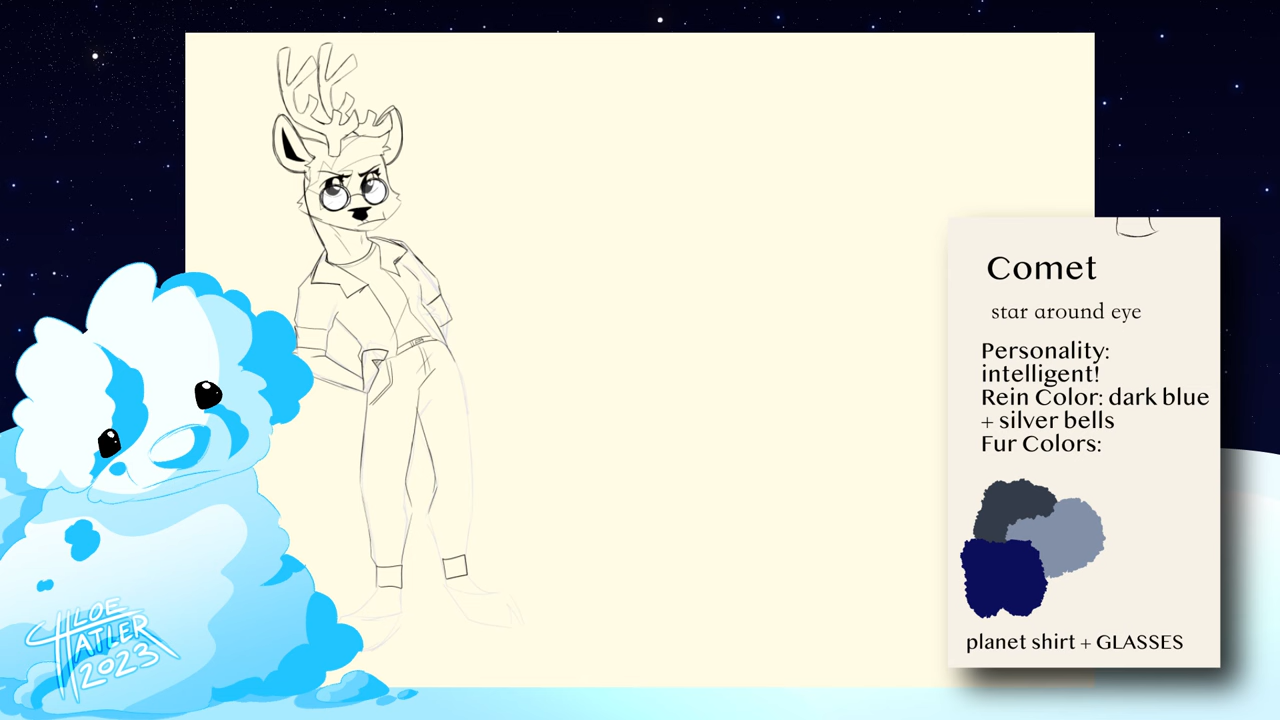 Comet
star around eye
Personality:
intelligent!
Rein Color: dark blue
+ silver bells
Fur Colors:
planet shirt + GLASSES
CHLOE
HATLER
2023